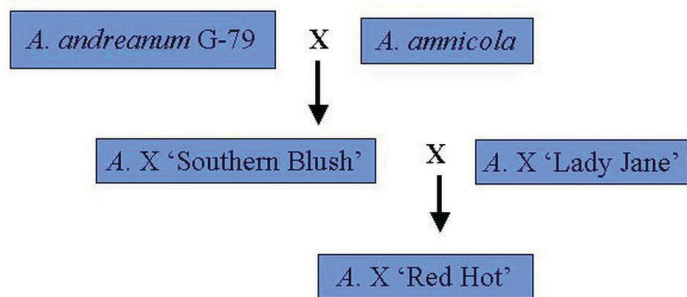 A. andreanum G-79 X A. amnicola
A. X ‘Southern Blush’ X A. X ‘Lady Jane’
A. X ‘Red Hot’